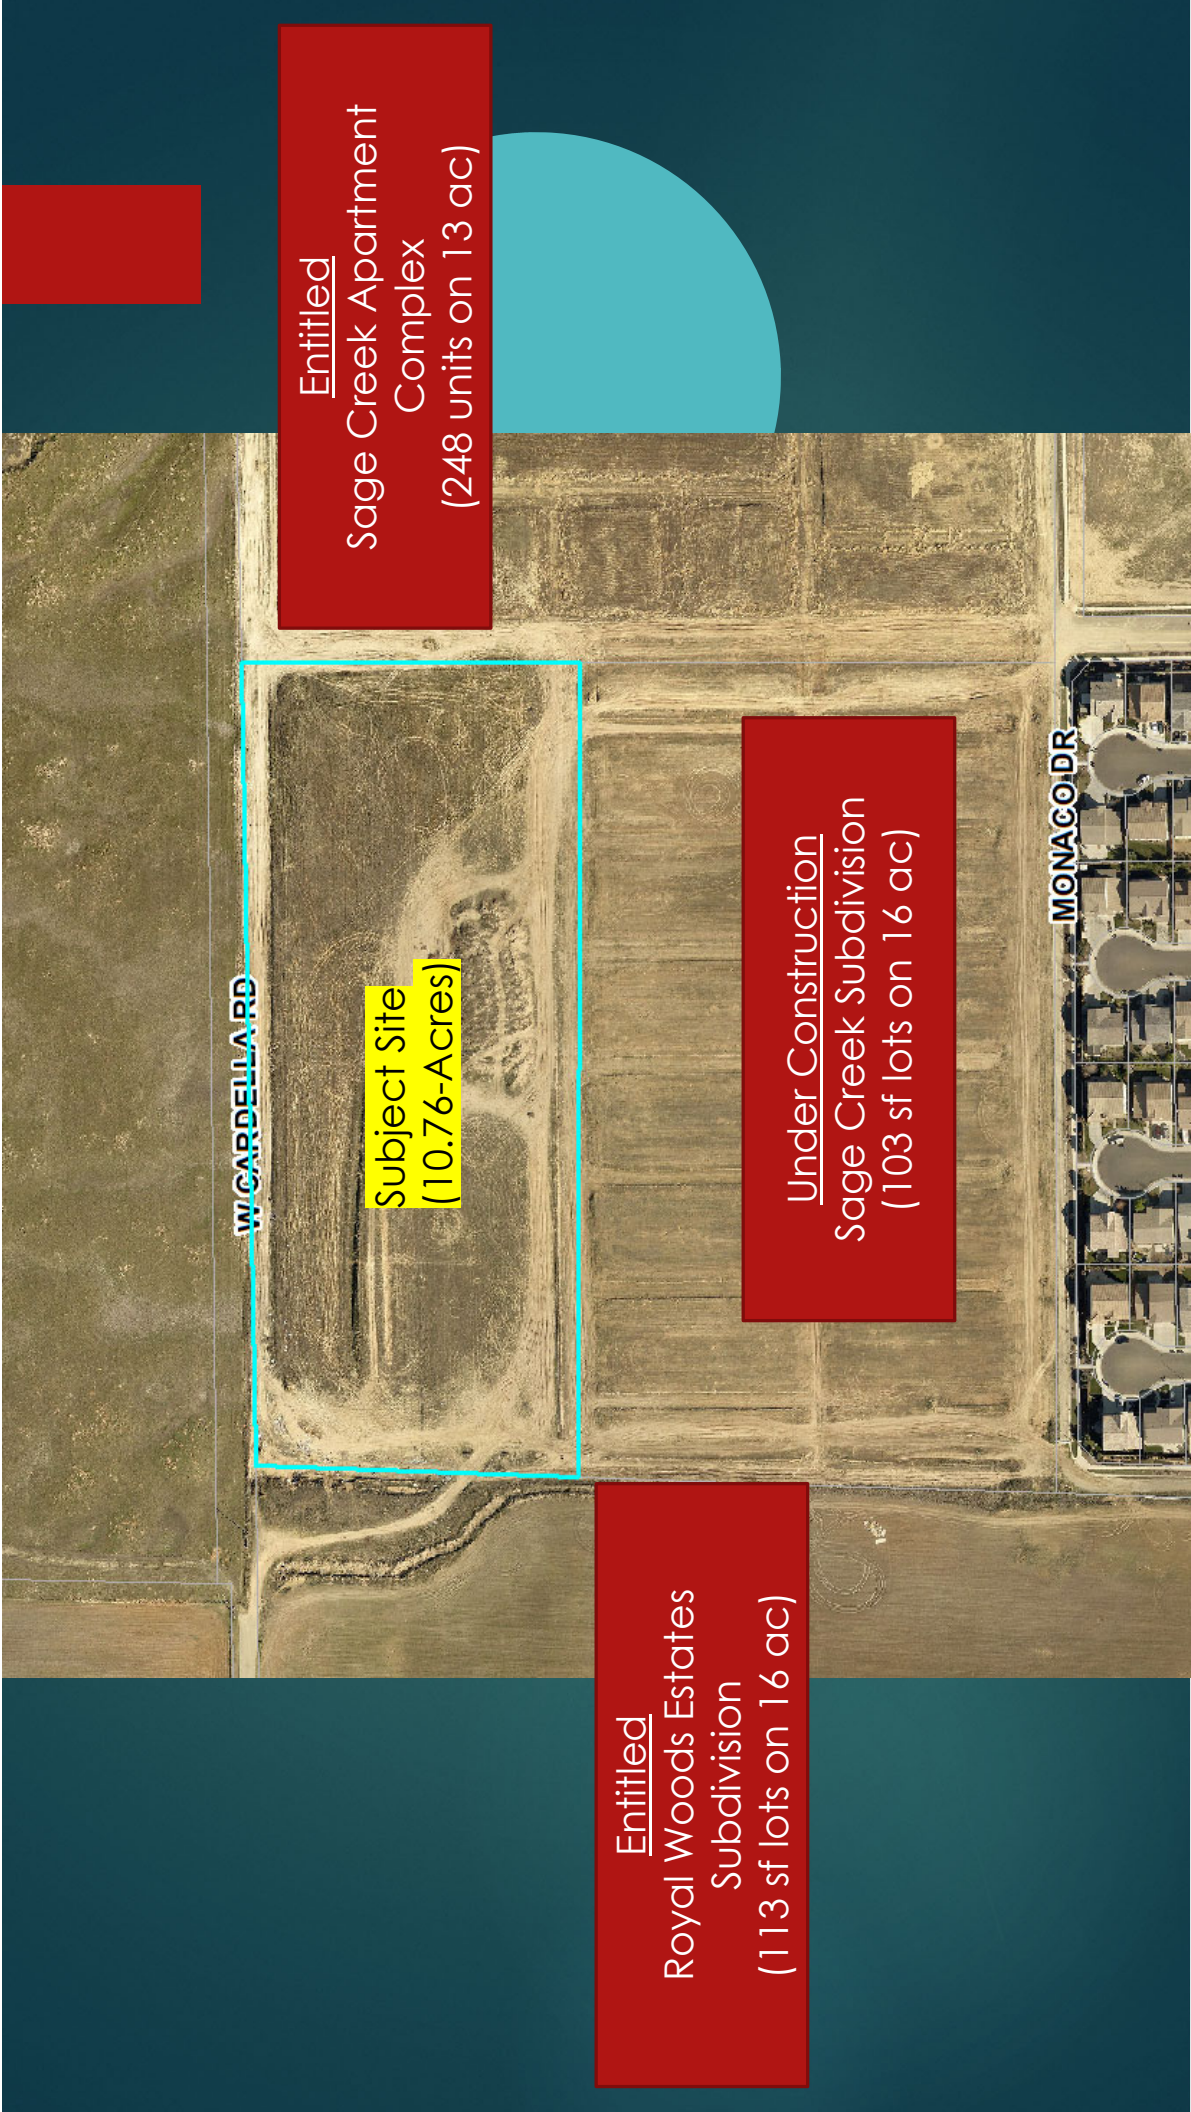 W CARDELLA RD
Subject Site
(10.76-Acres)
Entitled
Sage Creek Apartment
Complex
(248 units on 13 ac)
Entitled
Royal Woods Estates
Subdivision
(113 sf lots on 16 ac)
Under Construction
Sage Creek Subdivision
(103 sf lots on 16 ac)
MONACO DR